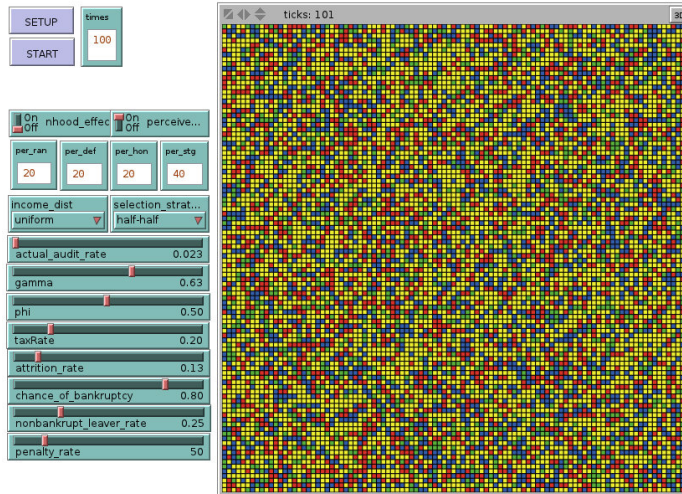 SETUP
START
times
100
ticks: 101
3D
On
Off
nhood_effec
On
Off
perceive...
per_ran
20
per_def
20
per_hon
20
per_stg
40
income_dist
uniform
selection_strat...
half-half
actual_audit_rate 0.023
gamma 0.63
phi 0.50
taxRate 0.20
attrition_rate 0.13
chance_of_bankruptcy 0.80
nonbankrupt_leaver_rate 0.25
penalty_rate 50